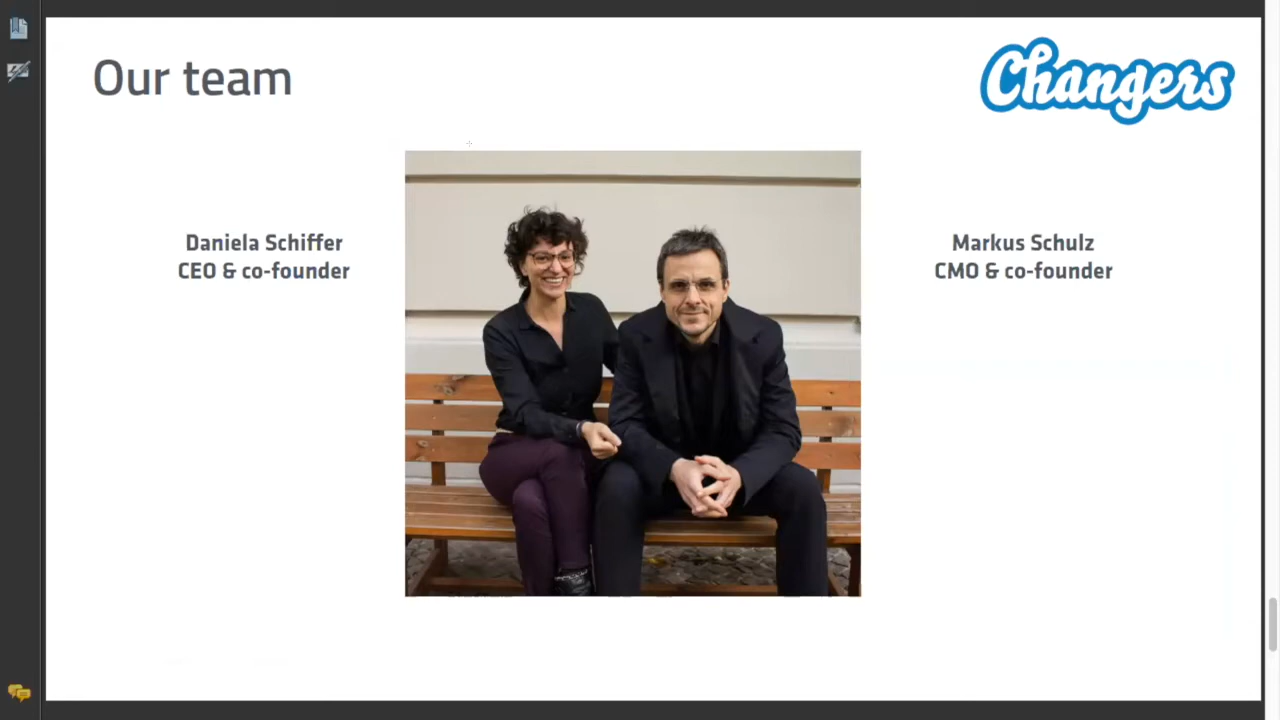 Our team
Changers
Daniela Schiffer
CEO & co-founder
Markus Schulz
CMO & co-founder